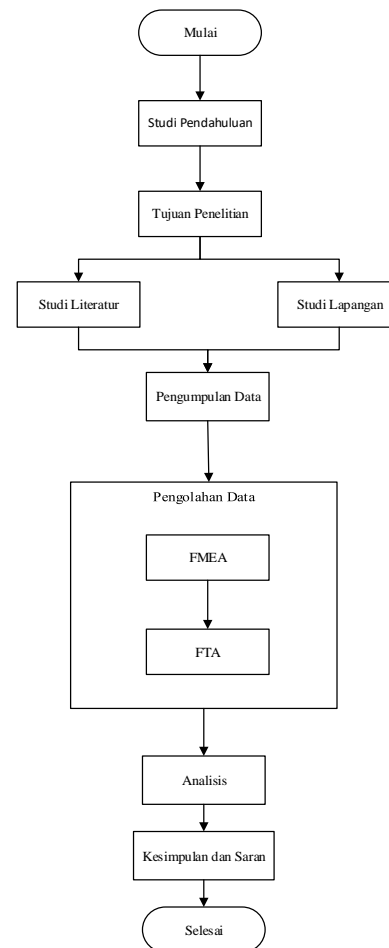 Mulai
Studi Pendahuluan
Tujuan Penelitian
Studi Literatur
Studi Lapangan
Pengumpulan Data
Pengolahan Data
FMEA
FTA
Analisis
Kesimpulan dan Saran
Selesai